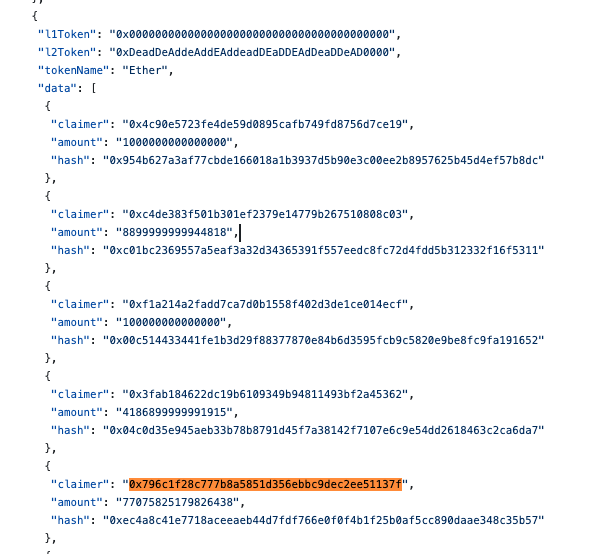 },
{
"l1Token": "0x0000000000000000000000000000000000000000",
"l2Token": "0xDeadDeAddeAddEAddeadDEaDDEAdDeaDDeAD0000",
"tokenName": "Ether",
"data": [
{
"claimer": "0x4c90e5723fe4de59d0895cafb749fd8756d7ce19",
"amount": "1000000000000000",
"hash": "0x954b627a3af77cbde166018a1b3937d5b90e3c00ee2b8957625b45d4ef57b8dc"
},
{
"claimer": "0xc4de383f501b301ef2379e14779b267510808c03",
"amount": "8899999999944818",
"hash": "0xc01bc2369557a5eaf3a32d34365391f557eedc8fc72d4fdd5b312332f16f5311"
},
{
"claimer": "0xf1a214a2fadd7ca7d0b1558f402d3de1ce014ecf",
"amount": "100000000000000",
"hash": "0x00c514433441fe1b3d29f88377870e84b6d3595fcb9c5820e9be8fc9fa191652"
},
{
"claimer": "0x3fab184622dc19b6109349b94811493bf2a45362",
"amount": "4186899999991915",
"hash": "0x04c0d35e945aeb33b78b8791d45f7a38142f7107e6c9e54dd2618463c2ca6da7"
},
{
"claimer": "0x796c1f28c777b8a5851d356ebbc9dec2ee51137f",
"amount": "77075825179826438",
"hash": "0xec4a8c41e7718aceeaeb44d7fdf766e0f0f4b1f25b0af5cc890daae348c35b57"
},
{